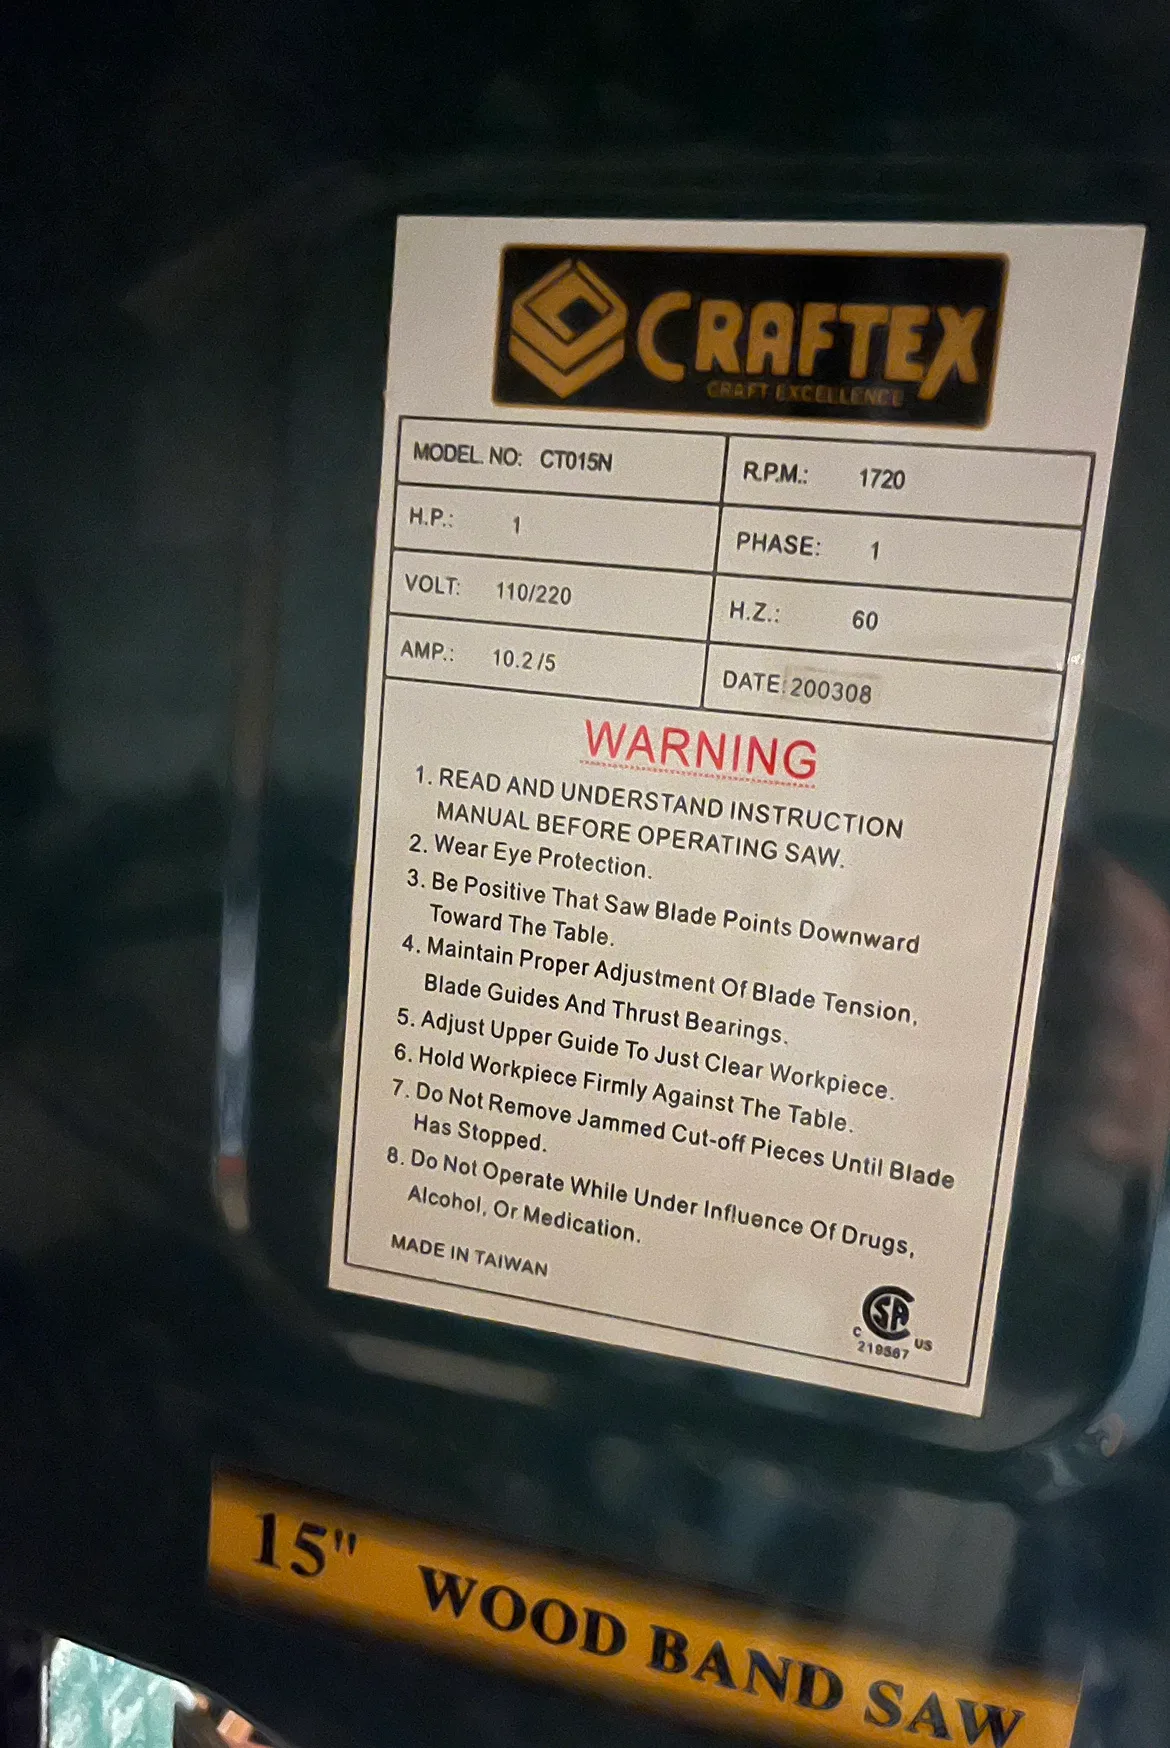 CRAFTEX
CRAFT EXCELLENCE
MODEL NO: CT015N R.P.M.: 1720
H.P.: 1 PHASE: 1
VOLT: 110/220 H.Z.: 60
AMP.: 10.2/5 DATE: 200308
WARNING
1. READ AND UNDERSTAND INSTRUCTION
MANUAL BEFORE OPERATING SAW.
2. Wear Eye Protection.
3. Be Positive That Saw Blade Points Downward
Toward The Table.
4. Maintain Proper Adjustment Of Blade Tension,
Blade Guides And Thrust Bearings.
5. Adjust Upper Guide To Just Clear Workpiece.
6. Hold Workpiece Firmly Against The Table.
7. Do Not Remove Jammed Cut-off Pieces Until Blade
Has Stopped.
8. Do Not Operate While Under Influence Of Drugs,
Alcohol, Or Medication.
MADE IN TAIWAN
SA
C US
219567
15" WOOD BAND SAW